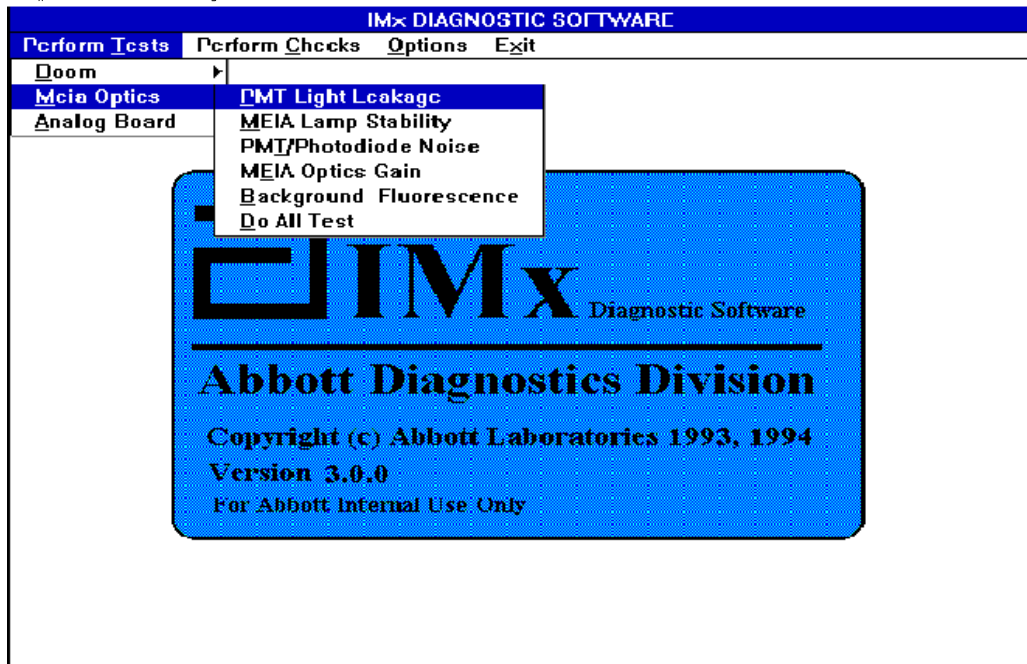 IMx DIAGNOSTIC SOFTWARE
Perform Tests Perform Checks Options Exit
Doom
Meia Optics
Analog Board
PMT Light Leakage
MEIA Lamp Stability
PMT/Photodiode Noise
MEIA Optics Gain
Background Fluorescence
Do All Test
IMx Diagnostic Software
Abbott Diagnostics Division
Copyright (c) Abbott Laboratories 1993, 1994
Version 3.0.0
For Abbott Internal Use Only